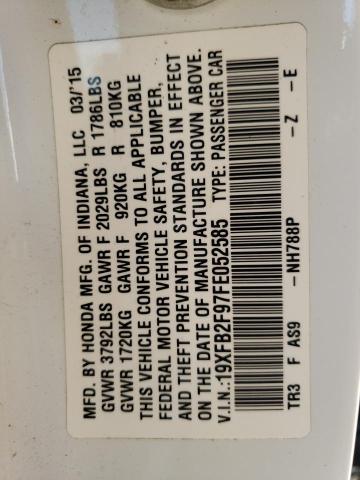 MFD. BY HONDA MFG. OF INDIANA, LLC 03/'15
GVWR 3792LBS GAWR F 2029LBS R 1786LBS
GVWR 1720KG GAWR F 920KG R 810KG
THIS VEHICLE CONFORMS TO ALL APPLICABLE
FEDERAL MOTOR VEHICLE SAFETY, BUMPER,
AND THEFT PREVENTION STANDARDS IN EFFECT
ON THE DATE OF MANUFACTURE SHOWN ABOVE.
V.I.N.:19XFB2F97FE052585 TYPE: PASSENGER CAR
TR3 F AS9 -NH788P -Z -E